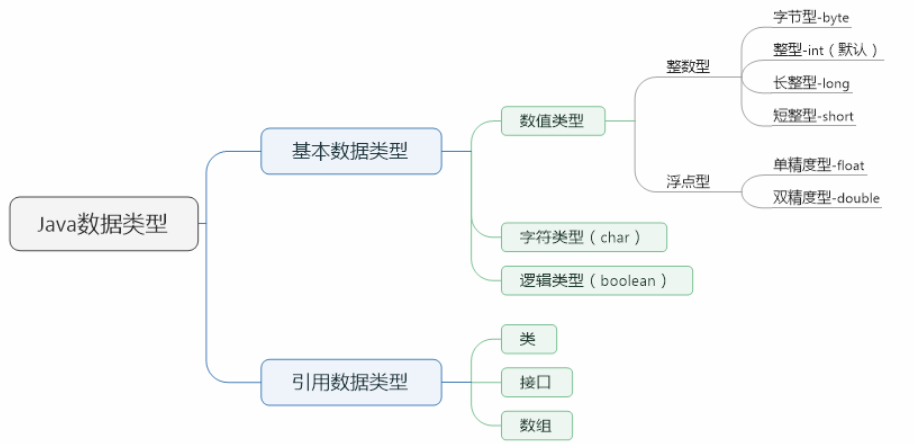 Java数据类型
基本数据类型
数值类型
整数型
字节型-byte
整型-int（默认）
长整型-long
短整型-short
浮点型
单精度型-float
双精度型-double
字符类型（char）
逻辑类型（boolean）
引用数据类型
类
接口
数组